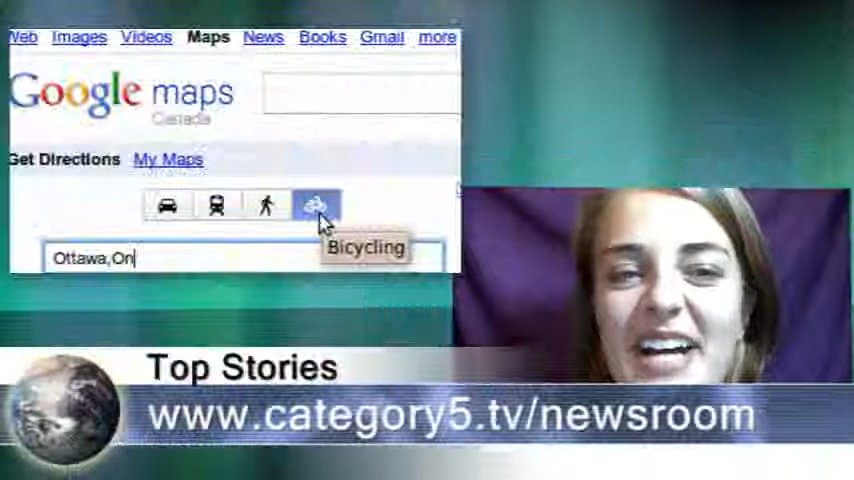 Web Images Videos Maps News Books Gmail more
Google maps
Canada
Get Directions My Maps
Bicycling
Ottawa,On
Top Stories
www.category5.tv/newsroom